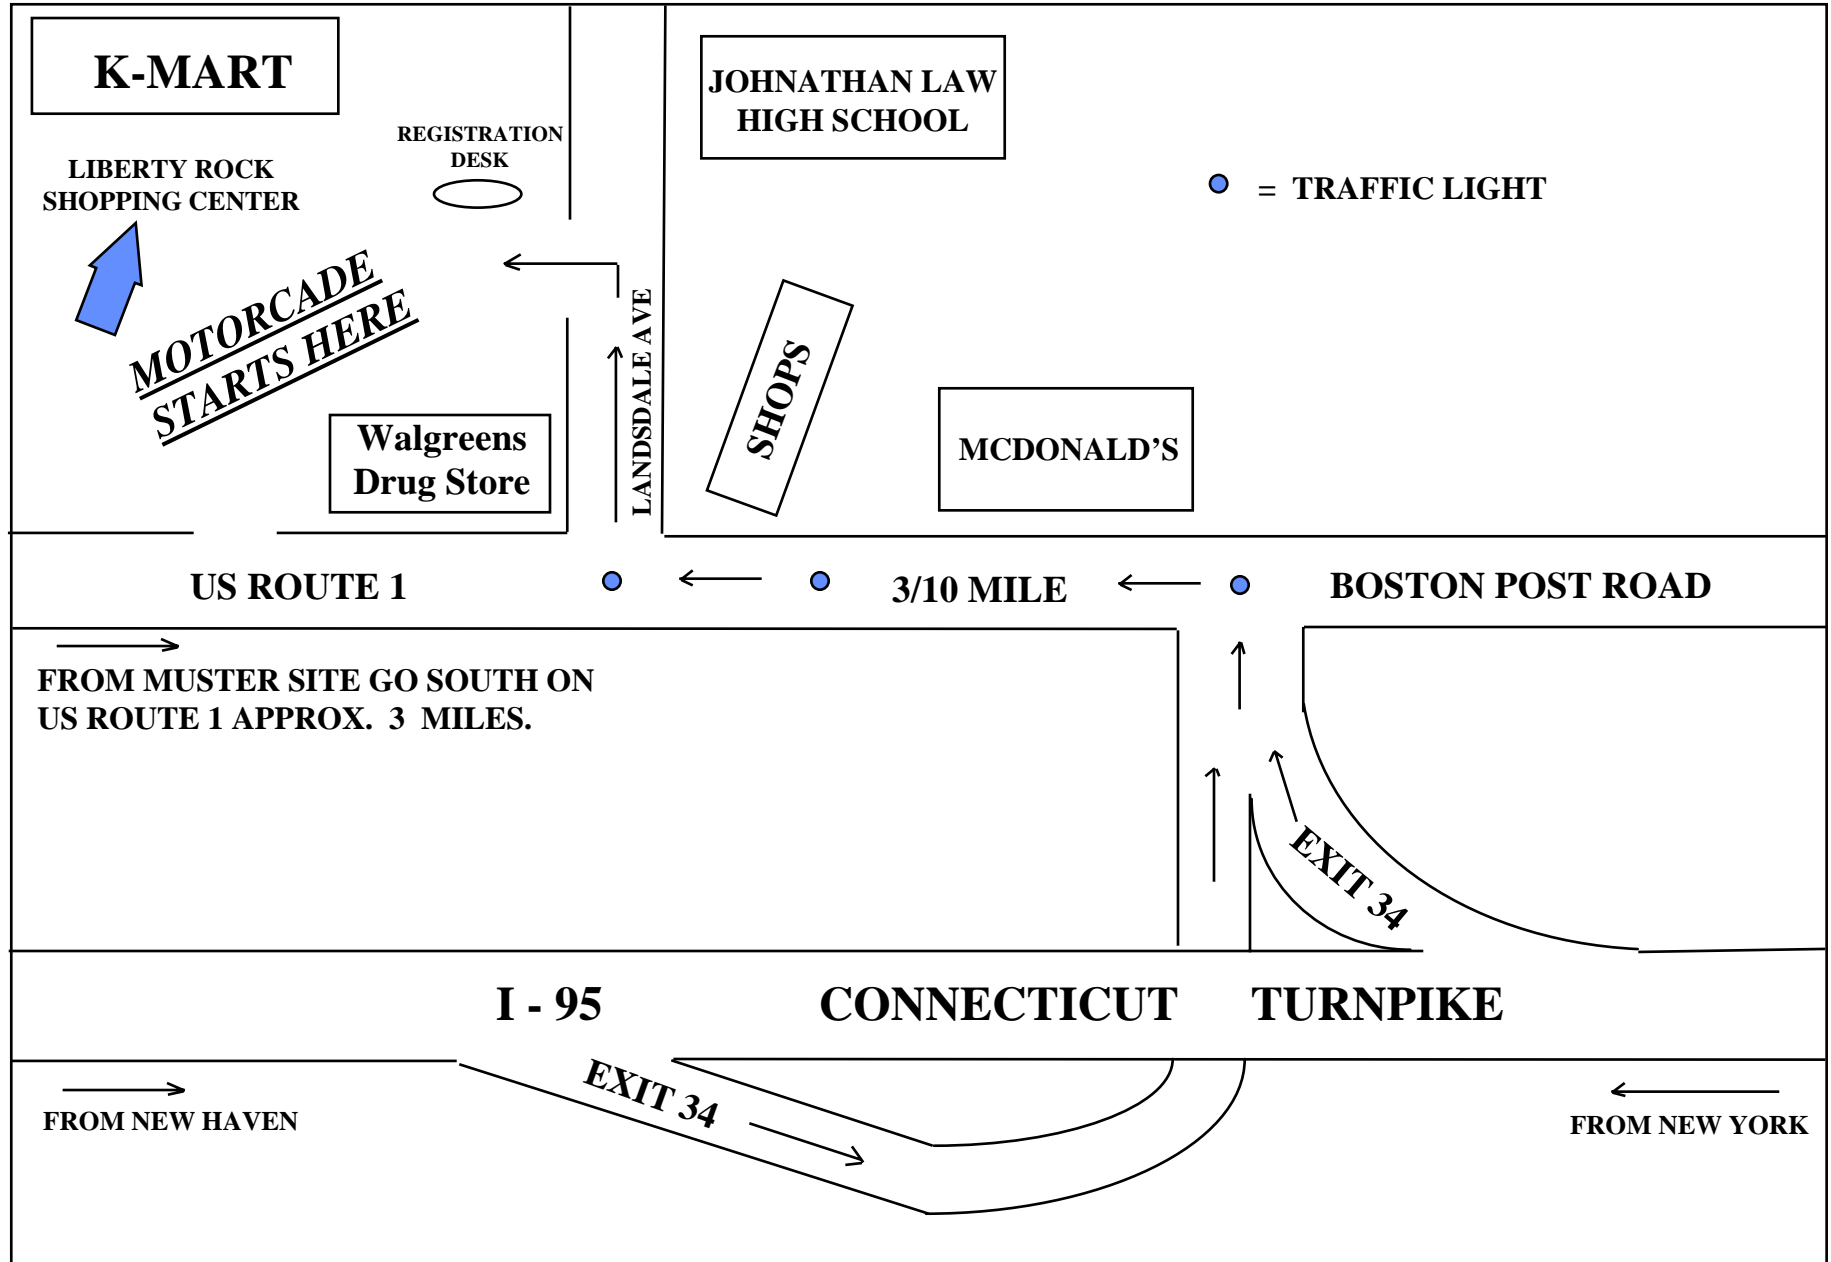 K-MART
JOHNATHAN LAW
HIGH SCHOOL
REGISTRATION
DESK
LIBERTY ROCK
SHOPPING CENTER
= TRAFFIC LIGHT
MOTORCADE
STARTS HERE
LANDSDALE AVE
SHOPS
Walgreens
Drug Store
MCDONALD'S
US ROUTE 1
3/10 MILE
BOSTON POST ROAD
FROM MUSTER SITE GO SOUTH ON
US ROUTE 1 APPROX. 3 MILES.
EXIT 34
I - 95 CONNECTICUT TURNPIKE
EXIT 34
FROM NEW HAVEN
FROM NEW YORK